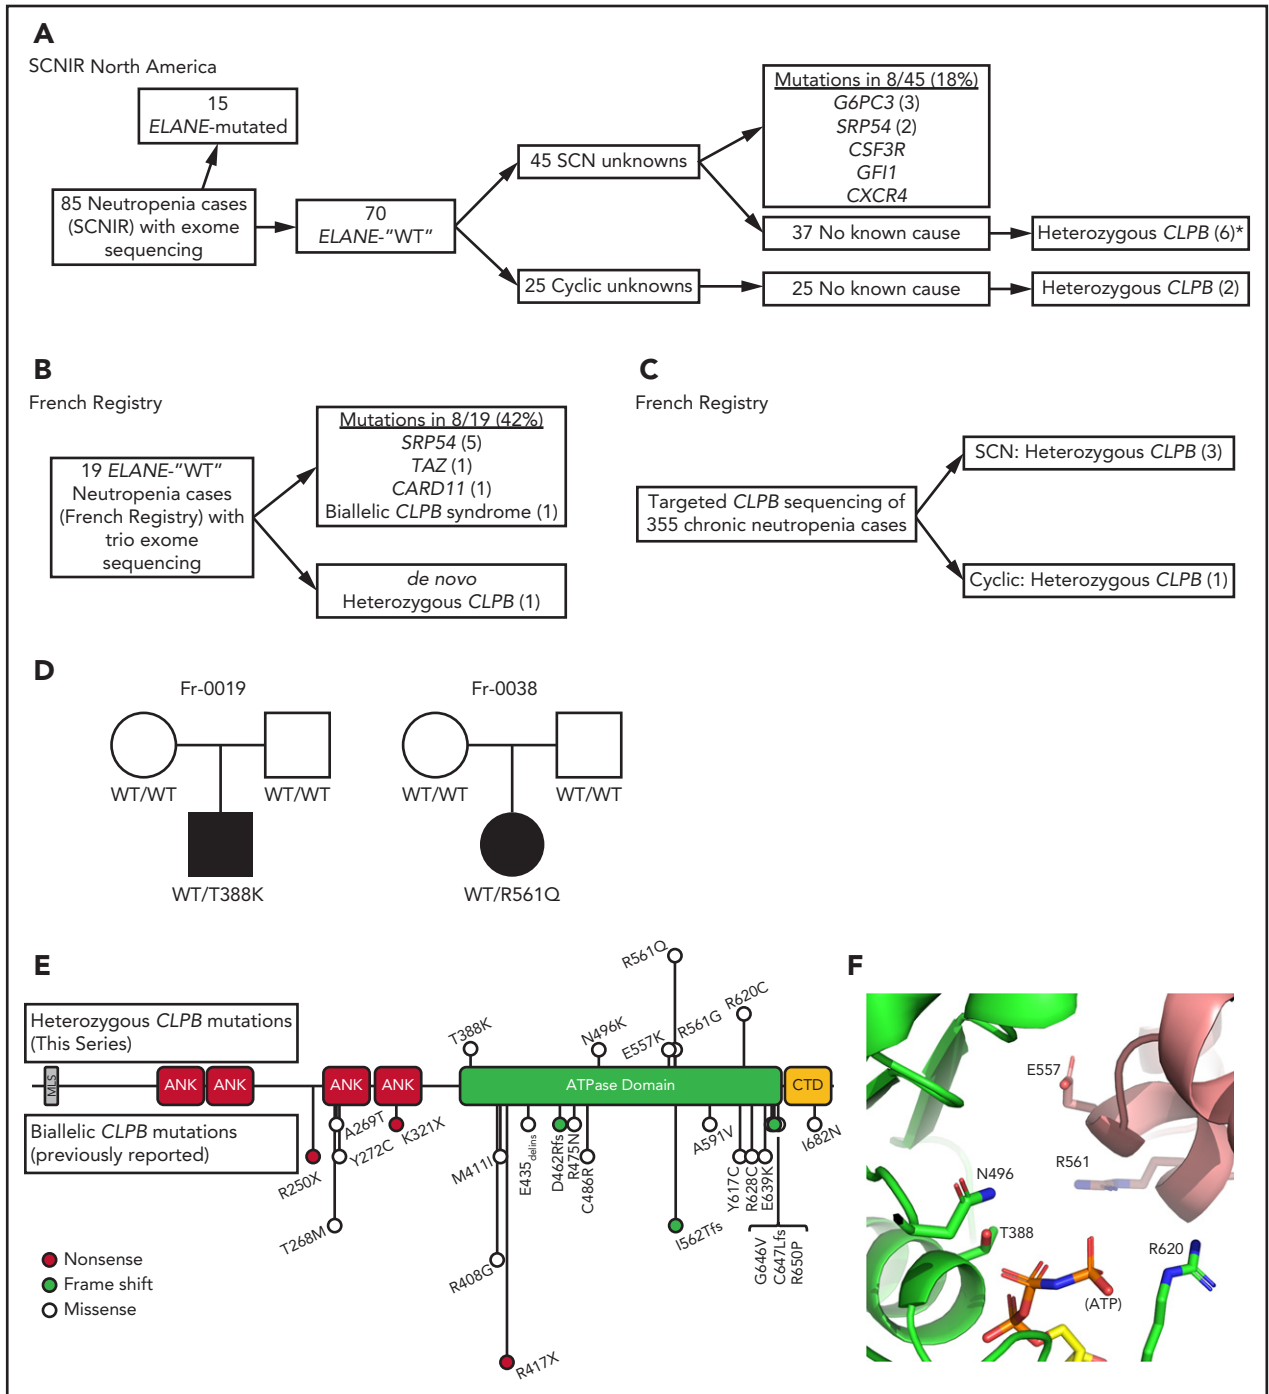 A
SCNIR North America
15
ELANE-mutated
85 Neutropenia cases
(SCNIR) with exome
sequencing
70
ELANE-"WT"
45 SCN unknowns
25 Cyclic unknowns
Mutations in 8/45 (18%)
G6PC3 (3)
SRP54 (2)
CSF3R
GFI1
CXCR4
37 No known cause
Heterozygous CLPB (6)*
25 No known cause
Heterozygous CLPB (2)
B
French Registry
19 ELANE-"WT"
Neutropenia cases
(French Registry) with
trio exome
sequencing
Mutations in 8/19 (42%)
SRP54 (5)
TAZ (1)
CARD11 (1)
Biallelic CLPB syndrome (1)
de novo
Heterozygous CLPB (1)
C
French Registry
Targeted CLPB sequencing of
355 chronic neutropenia cases
SCN: Heterozygous CLPB (3)
Cyclic: Heterozygous CLPB (1)
D
Fr-0019
WT/WT
WT/WT
WT/T388K
Fr-0038
WT/WT
WT/WT
WT/R561Q
E
Heterozygous CLPB mutations
(This Series)
T388K
N496K
E557K
R561Q
R561G
R620C
MLS
ANK
ANK
ANK
ANK
ATPase Domain
CTD
Biallelic CLPB mutations
(previously reported)
R250X
T268M
A269T
Y272C
K321X
R408G
M411I
R417X
E435delins
D462Rfs
R475N
C486R
I562Tfs
A591V
Y617C
R628C
E639K
G646V
C647Lfs
R650P
I682N
Nonsense
Frame shift
Missense
F
E557
R561
N496
T388
R620
(ATP)